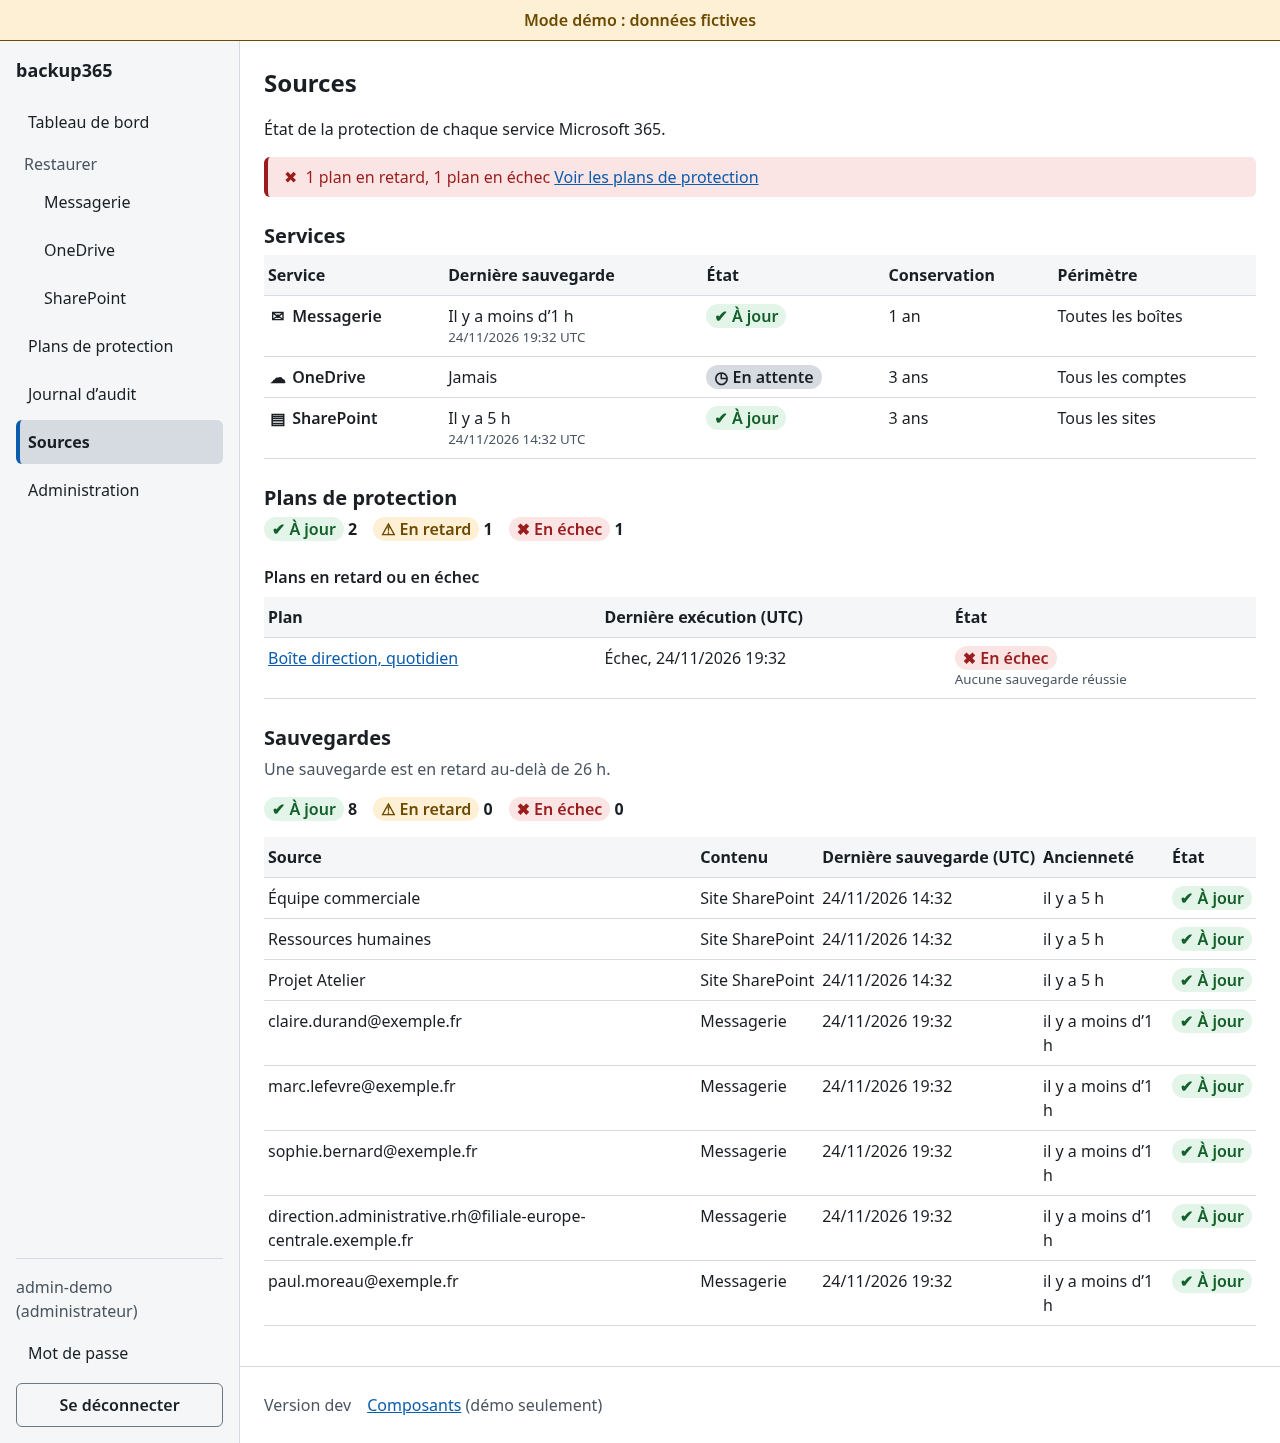 Mode démo : données fictives
backup365
Tableau de bord
Restaurer
Messagerie
OneDrive
SharePoint
Plans de protection
Journal d’audit
Sources
Administration
admin-demo
(administrateur)
Mot de passe
Se déconnecter
Sources
État de la protection de chaque service Microsoft 365.
✖ 1 plan en retard, 1 plan en échec Voir les plans de protection
Services
Service Dernière sauvegarde État Conservation Périmètre
✉ Messagerie Il y a moins d’1 h ✔ À jour 1 an Toutes les boîtes
24/11/2026 19:32 UTC
☁ OneDrive Jamais ◷ En attente 3 ans Tous les comptes
▤ SharePoint Il y a 5 h ✔ À jour 3 ans Tous les sites
24/11/2026 14:32 UTC
Plans de protection
✔ À jour 2 ⚠ En retard 1 ✖ En échec 1
Plans en retard ou en échec
Plan Dernière exécution (UTC) État
Boîte direction, quotidien Échec, 24/11/2026 19:32 ✖ En échec
Aucune sauvegarde réussie
Sauvegardes
Une sauvegarde est en retard au-delà de 26 h.
✔ À jour 8 ⚠ En retard 0 ✖ En échec 0
Source Contenu Dernière sauvegarde (UTC) Ancienneté État
Équipe commerciale Site SharePoint 24/11/2026 14:32 il y a 5 h ✔ À jour
Ressources humaines Site SharePoint 24/11/2026 14:32 il y a 5 h ✔ À jour
Projet Atelier Site SharePoint 24/11/2026 14:32 il y a 5 h ✔ À jour
claire.durand@exemple.fr Messagerie 24/11/2026 19:32 il y a moins d’1 ✔ À jour
h
marc.lefevre@exemple.fr Messagerie 24/11/2026 19:32 il y a moins d’1 ✔ À jour
h
sophie.bernard@exemple.fr Messagerie 24/11/2026 19:32 il y a moins d’1 ✔ À jour
h
direction.administrative.rh@filiale-europe- Messagerie 24/11/2026 19:32 il y a moins d’1 ✔ À jour
centrale.exemple.fr h
paul.moreau@exemple.fr Messagerie 24/11/2026 19:32 il y a moins d’1 ✔ À jour
h
Version dev Composants (démo seulement)